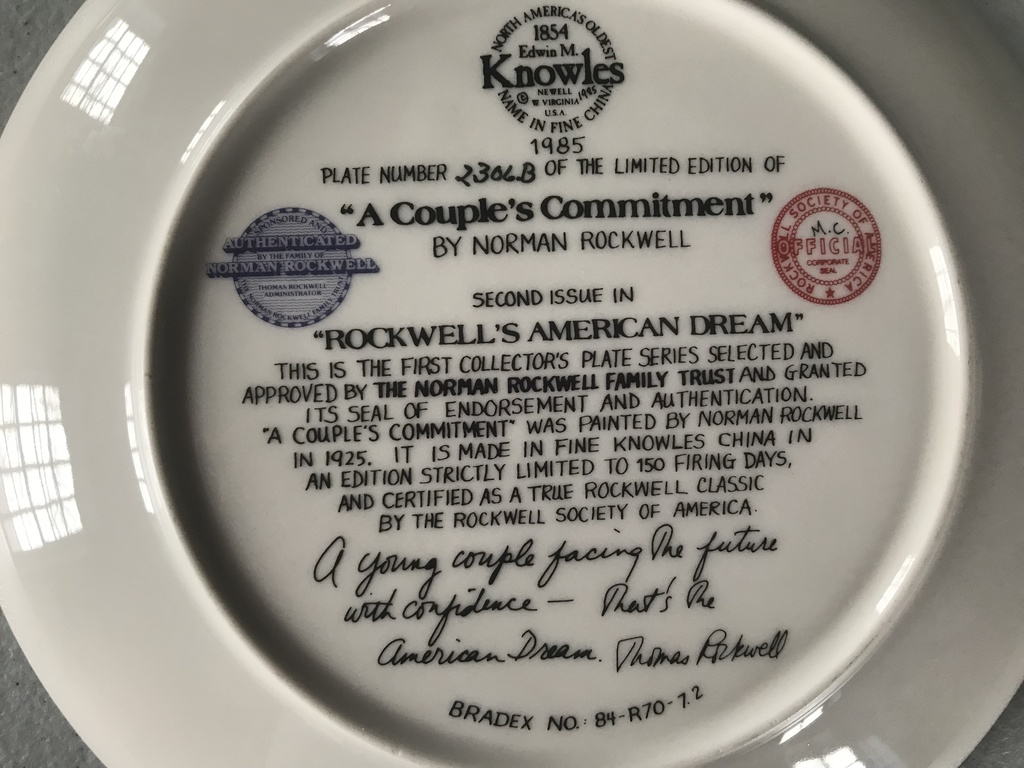 NORTH AMERICA'S OLDEST
1854
Edwin M.
Knowles
NEWELL
© W VIRGINIA 1985
U.S.A.
NAME IN FINE CHINA
1985
PLATE NUMBER 2306B OF THE LIMITED EDITION OF
"A Couple's Commitment"
BY NORMAN ROCKWELL
SPONSORED AND
AUTHENTICATED
BY THE FAMILY OF
NORMAN ROCKWELL
THOMAS ROCKWELL
ADMINISTRATOR
ROCKWELL SOCIETY OF AMERICA
M.C.
OFFICIAL
CORPORATE
SEAL
SECOND ISSUE IN
"ROCKWELL'S AMERICAN DREAM"
THIS IS THE FIRST COLLECTOR'S PLATE SERIES SELECTED AND
APPROVED BY THE NORMAN ROCKWELL FAMILY TRUST AND GRANTED
ITS SEAL OF ENDORSEMENT AND AUTHENTICATION.
"A COUPLE'S COMMITMENT" WAS PAINTED BY NORMAN ROCKWELL
IN 1925. IT IS MADE IN FINE KNOWLES CHINA IN
AN EDITION STRICTLY LIMITED TO 150 FIRING DAYS,
AND CERTIFIED AS A TRUE ROCKWELL CLASSIC
BY THE ROCKWELL SOCIETY OF AMERICA.
A young couple facing the future
with confidence — That's the
American Dream. Thomas Rockwell
BRADEX NO.: 84-R70-7.2